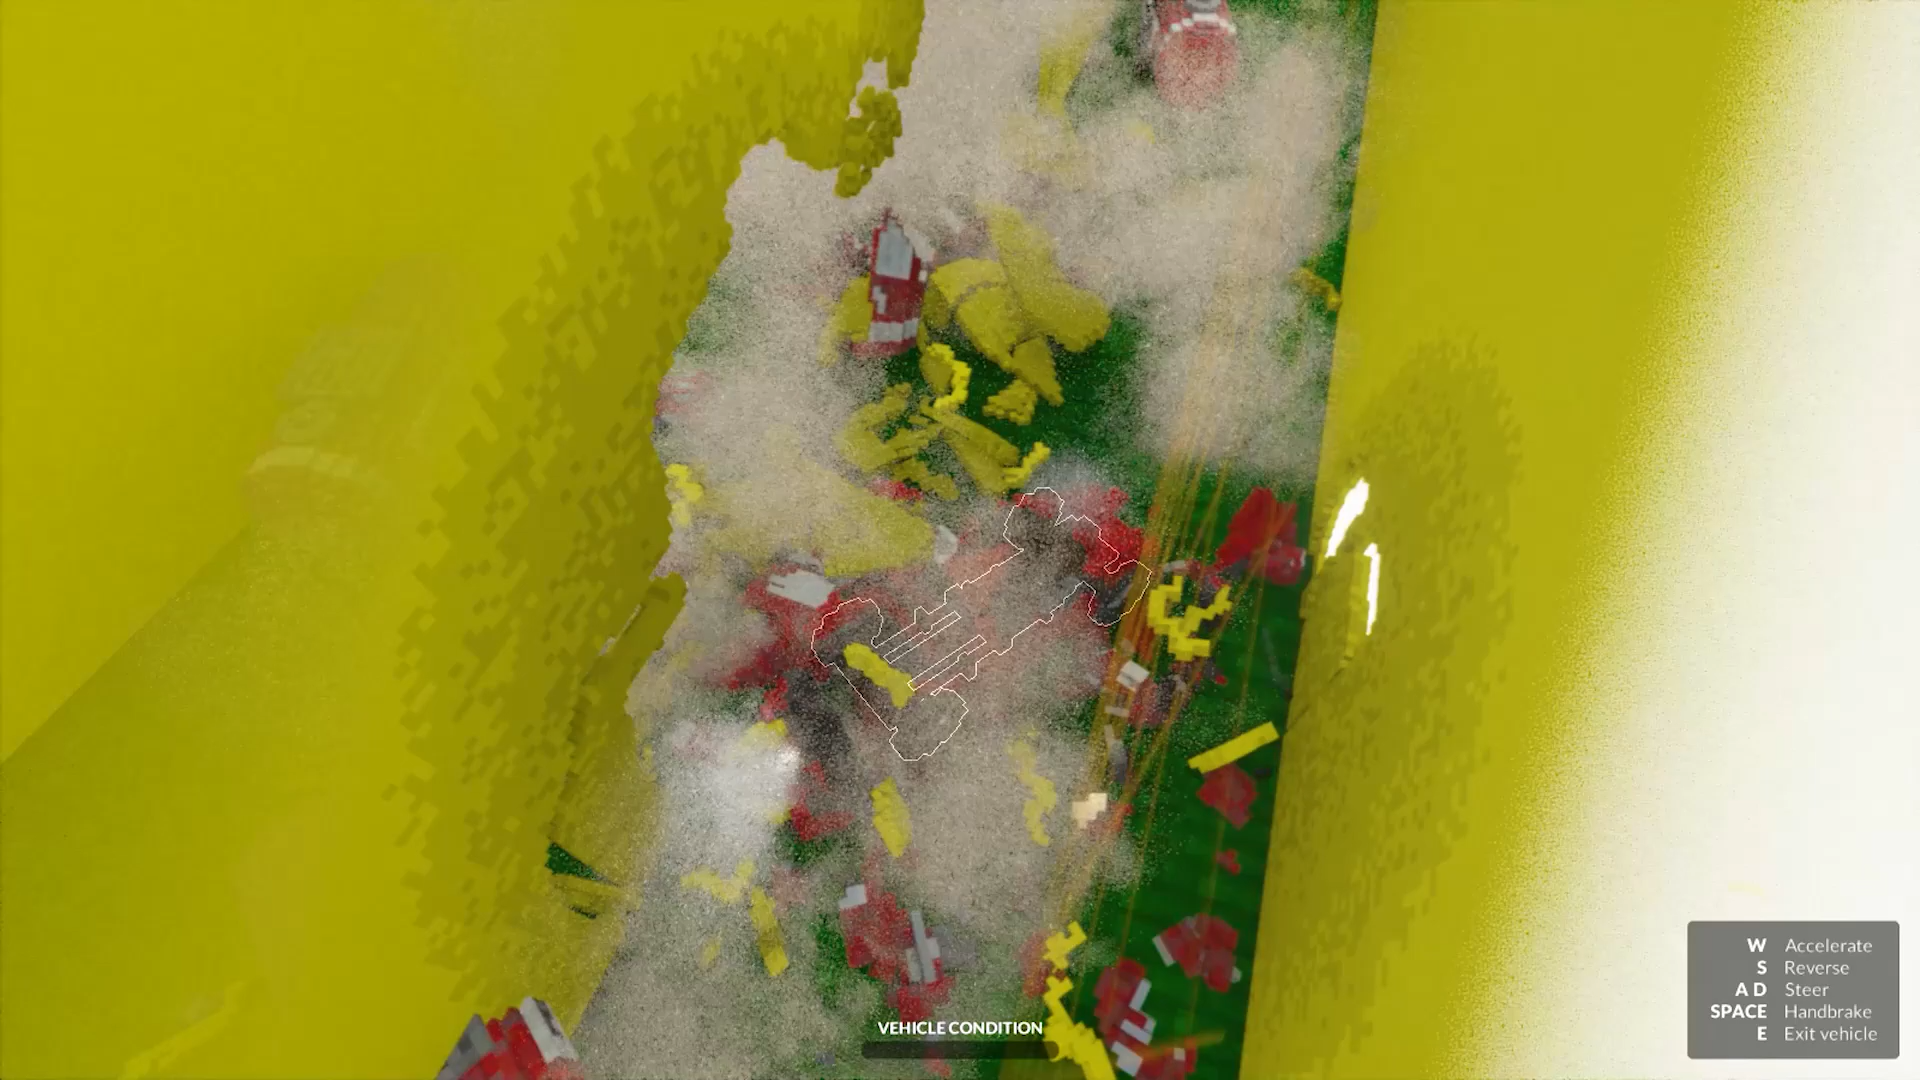 VEHICLE CONDITION
W Accelerate
S Reverse
A D Steer
SPACE Handbrake
E Exit vehicle